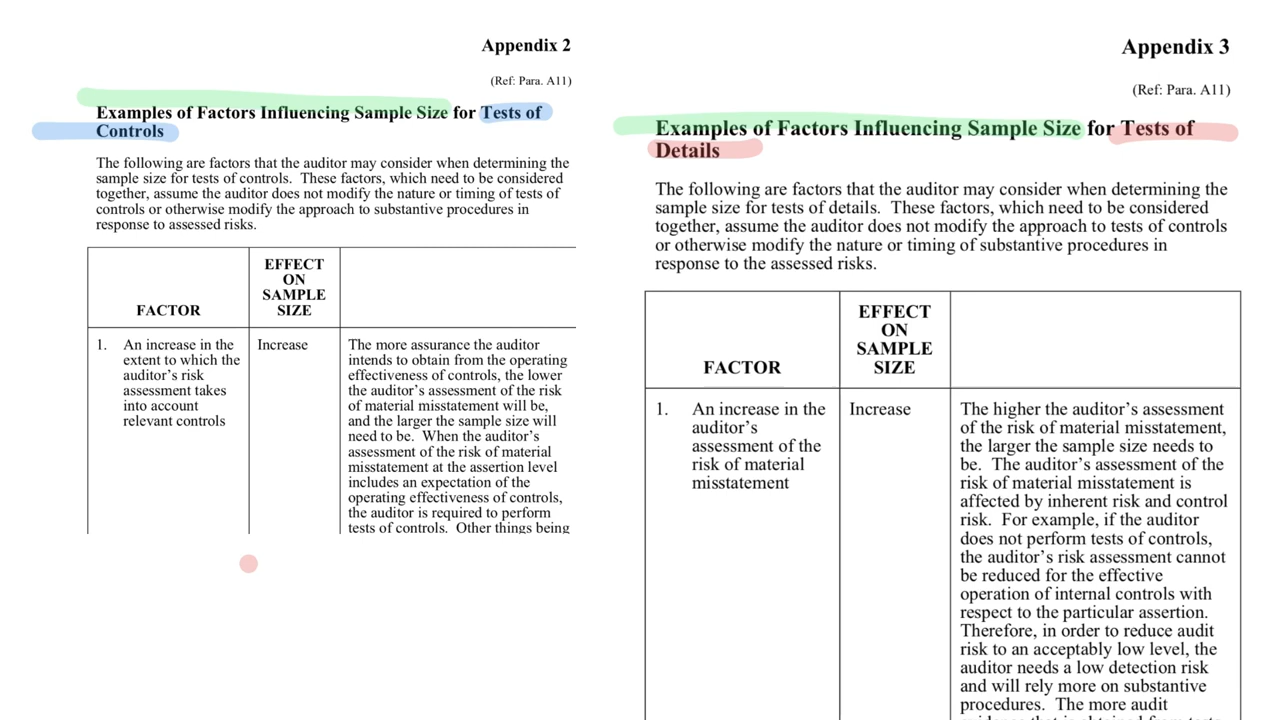 Appendix 2
(Ref: Para. A11)
Examples of Factors Influencing Sample Size for Tests of
Controls
The following are factors that the auditor may consider when determining the
sample size for tests of controls.  These factors, which need to be considered
together, assume the auditor does not modify the nature or timing of tests of
controls or otherwise modify the approach to substantive procedures in
response to assessed risks.
FACTOR
EFFECT
ON
SAMPLE
SIZE
1. An increase in the
extent to which the
auditor's risk
assessment takes
into account
relevant controls
Increase
The more assurance the auditor
intends to obtain from the operating
effectiveness of controls, the lower
the auditor's assessment of the risk
of material misstatement will be,
and the larger the sample size will
need to be.  When the auditor's
assessment of the risk of material
misstatement at the assertion level
includes an expectation of the
operating effectiveness of controls,
the auditor is required to perform
tests of controls.  Other things being
Appendix 3
(Ref: Para. A11)
Examples of Factors Influencing Sample Size for Tests of
Details
The following are factors that the auditor may consider when determining the
sample size for tests of details.  These factors, which need to be considered
together, assume the auditor does not modify the approach to tests of controls
or otherwise modify the nature or timing of substantive procedures in
response to the assessed risks.
FACTOR
EFFECT
ON
SAMPLE
SIZE
1. An increase in the
auditor's
assessment of the
risk of material
misstatement
Increase
The higher the auditor's assessment
of the risk of material misstatement,
the larger the sample size needs to
be.  The auditor's assessment of the
risk of material misstatement is
affected by inherent risk and control
risk.  For example, if the auditor
does not perform tests of controls,
the auditor's risk assessment cannot
be reduced for the effective
operation of internal controls with
respect to the particular assertion.
Therefore, in order to reduce audit
risk to an acceptably low level, the
auditor needs a low detection risk
and will rely more on substantive
procedures.  The more audit